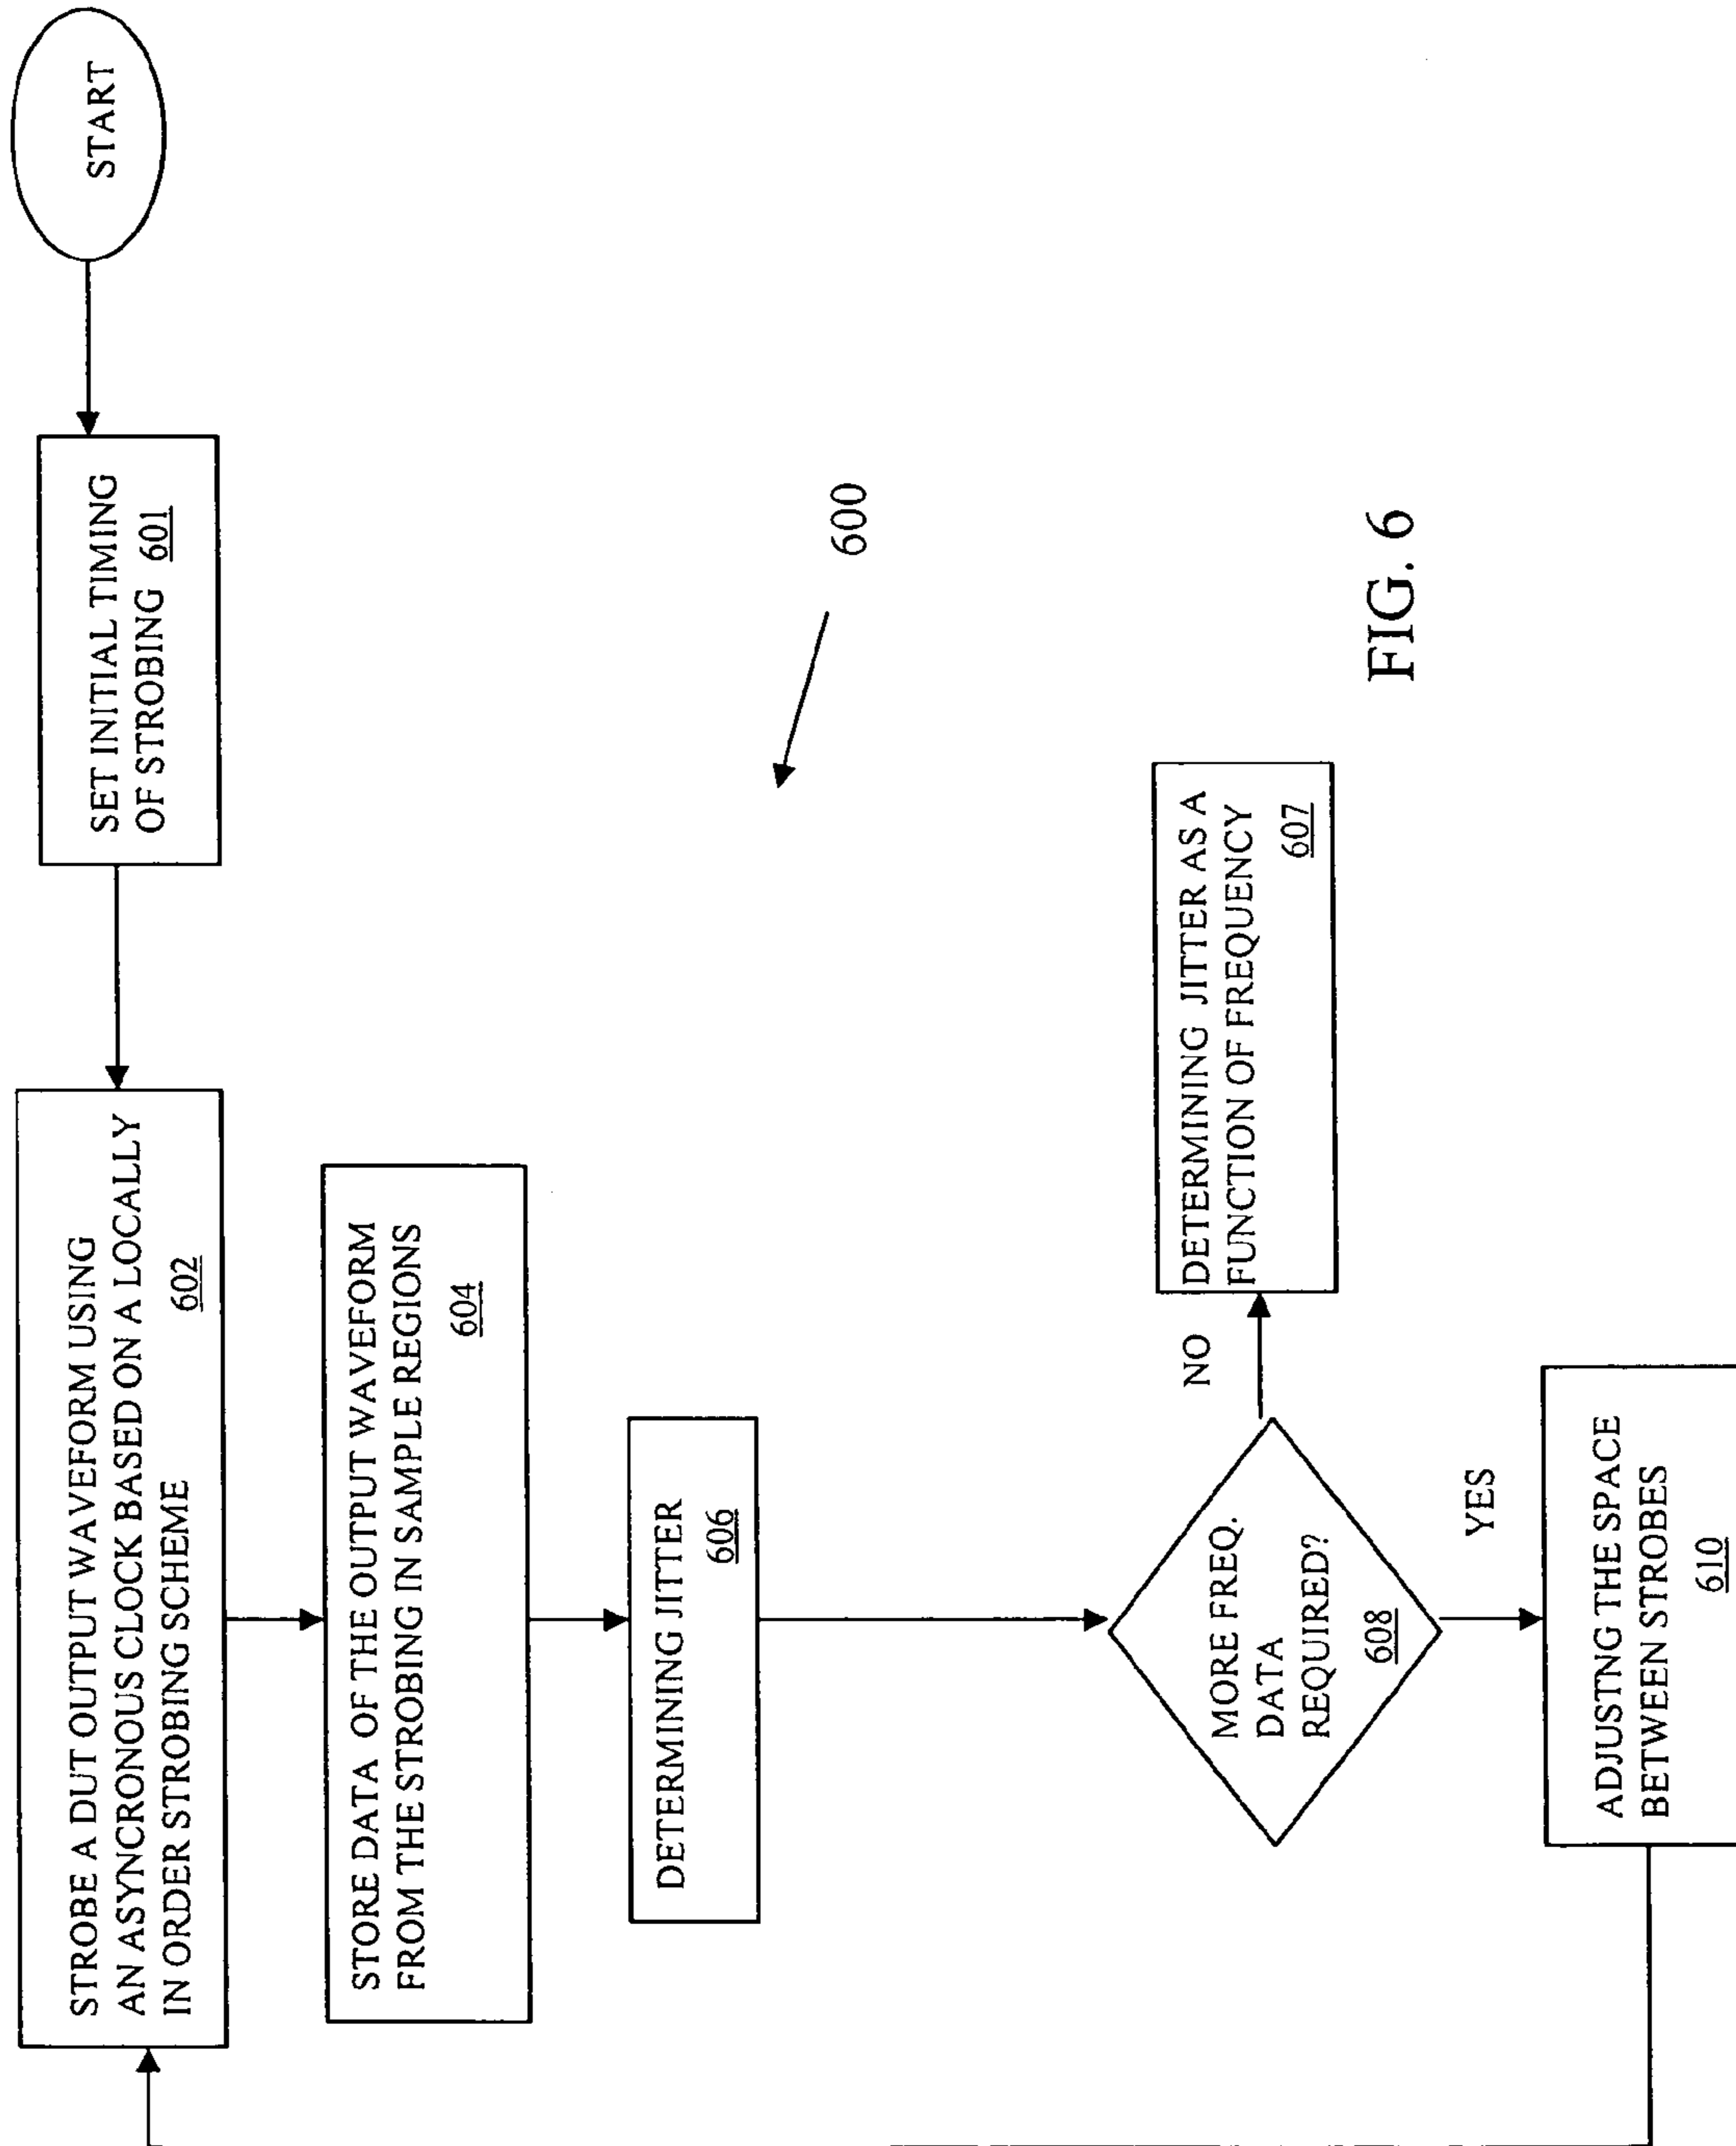 START
SET INITIAL TIMING
OF STROBING 601
STROBE A DUT OUTPUT WAVEFORM USING
AN ASYNCRONOUS CLOCK BASED ON A LOCALLY
IN ORDER STROBING SCHEME 602
STORE DATA OF THE OUTPUT WAVEFORM
FROM THE STROBING IN SAMPLE REGIONS
604
DETERMINING JITTER
606
MORE FREQ.
DATA
REQUIRED?
608
NO
DETERMINING JITTER AS A
FUNCTION OF FREQUENCY
607
YES
ADJUSTNG THE SPACE
BETWEEN STROBES
610
600
FIG. 6